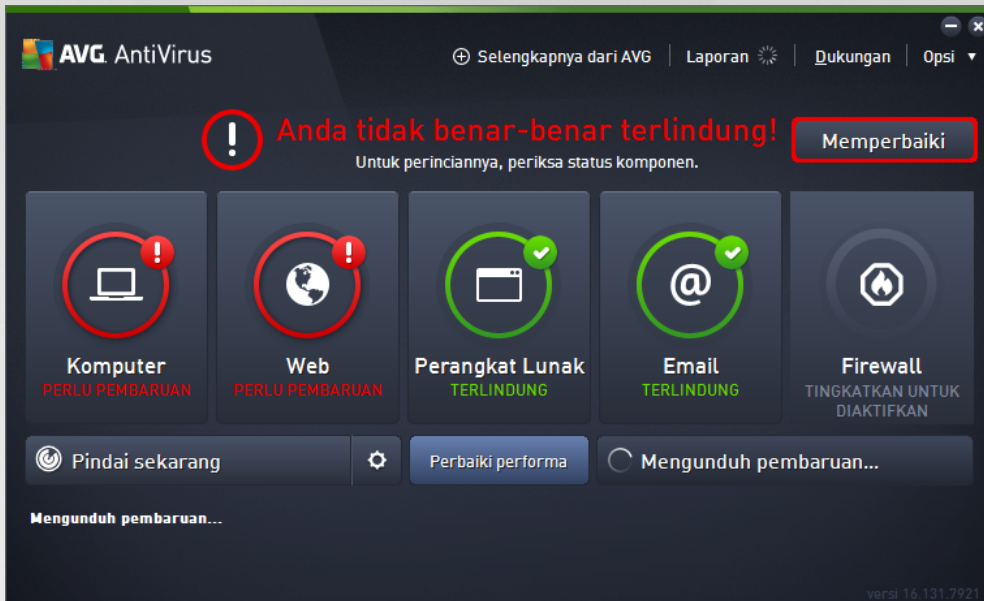 AVG AntiVirus
Selengkapnya dari AVG
Laporan
Dukungan
Opsi
! Anda tidak benar-benar terlindung!
Untuk perinciannya, periksa status komponen.
Memperbaiki
!
Komputer
PERLU PEMBARUAN
!
Web
PERLU PEMBARUAN
Perangkat Lunak
TERLINDUNG
@
Email
TERLINDUNG
Firewall
TINGKATKAN UNTUK
DIAKTIFKAN
Pindai sekarang
Perbaiki performa
Mengunduh pembaruan...
Mengunduh pembaruan...
versi 16.131.7921